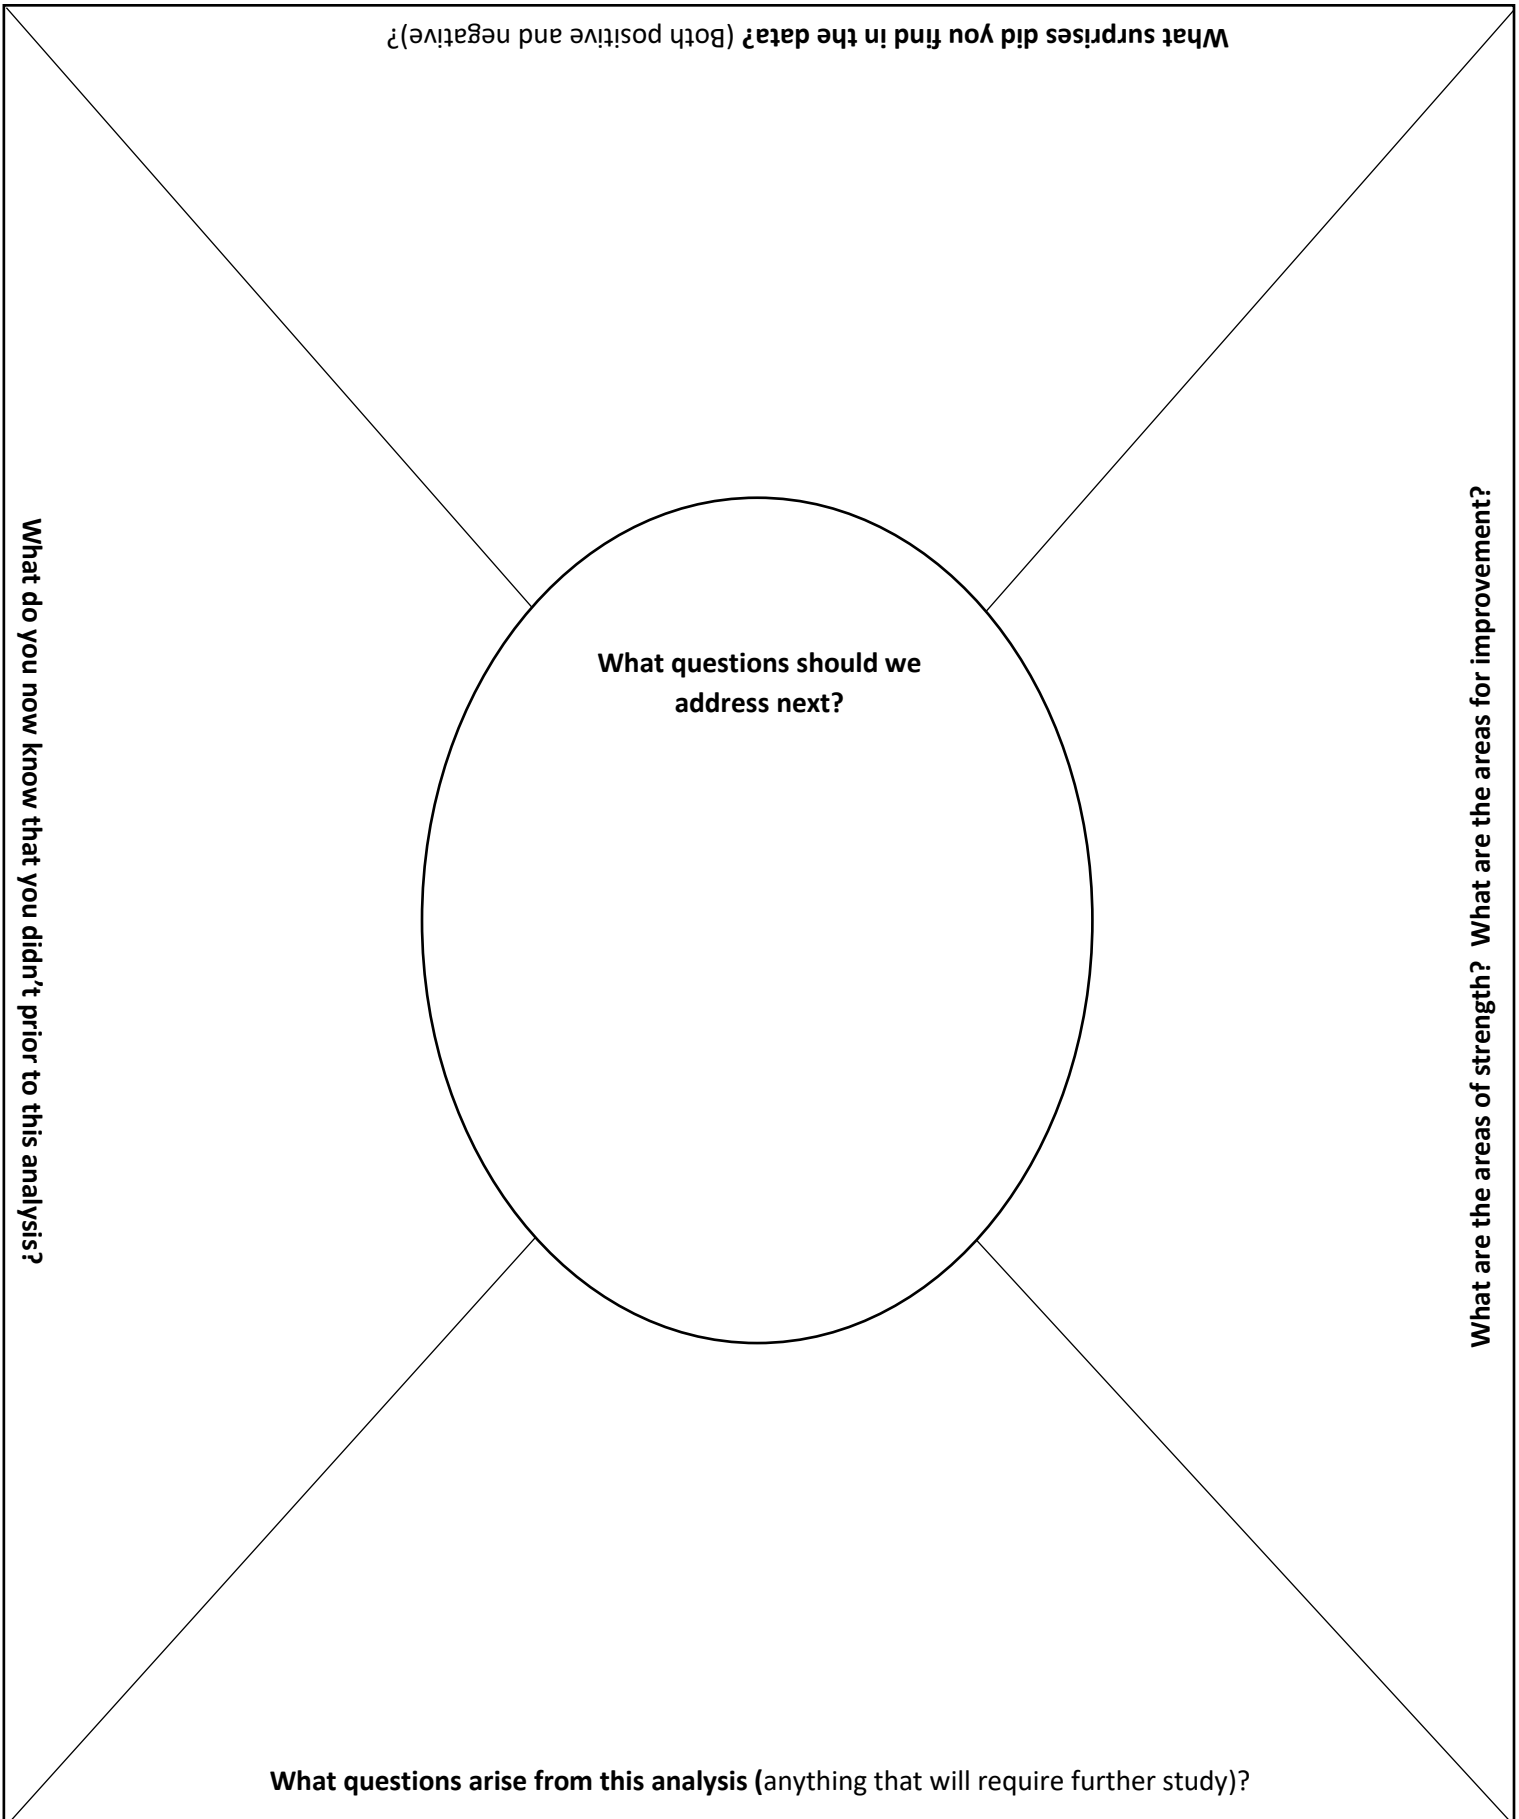 What surprises did you find in the data? (Both positive and negative)?
What do you now know that you didn’t prior to this analysis?
What questions should we
address next?
What are the areas of strength?  What are the areas for improvement?
What questions arise from this analysis (anything that will require further study)?